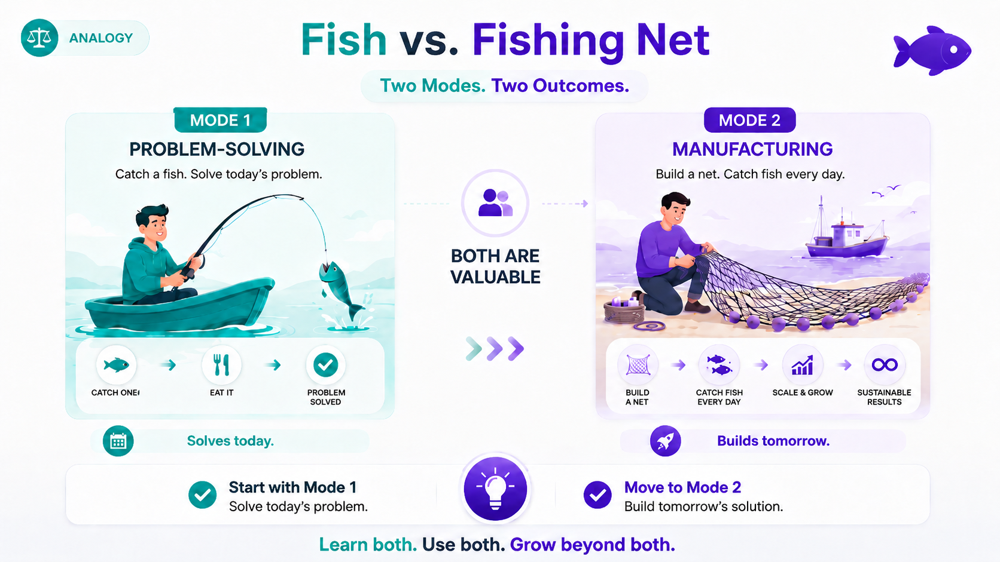 ANALOGY
Fish vs. Fishing Net
Two Modes. Two Outcomes.
MODE 1
PROBLEM-SOLVING
Catch a fish. Solve today's problem.
CATCH ONE
EAT IT
PROBLEM
SOLVED
Solves today.
BOTH ARE
VALUABLE
MODE 2
MANUFACTURING
Build a net. Catch fish every day.
BUILD
A NET
CATCH FISH
EVERY DAY
SCALE & GROW
SUSTAINABLE
RESULTS
Builds tomorrow.
Start with Mode 1
Solve today's problem.
Move to Mode 2
Build tomorrow's solution.
Learn both. Use both. Grow beyond both.